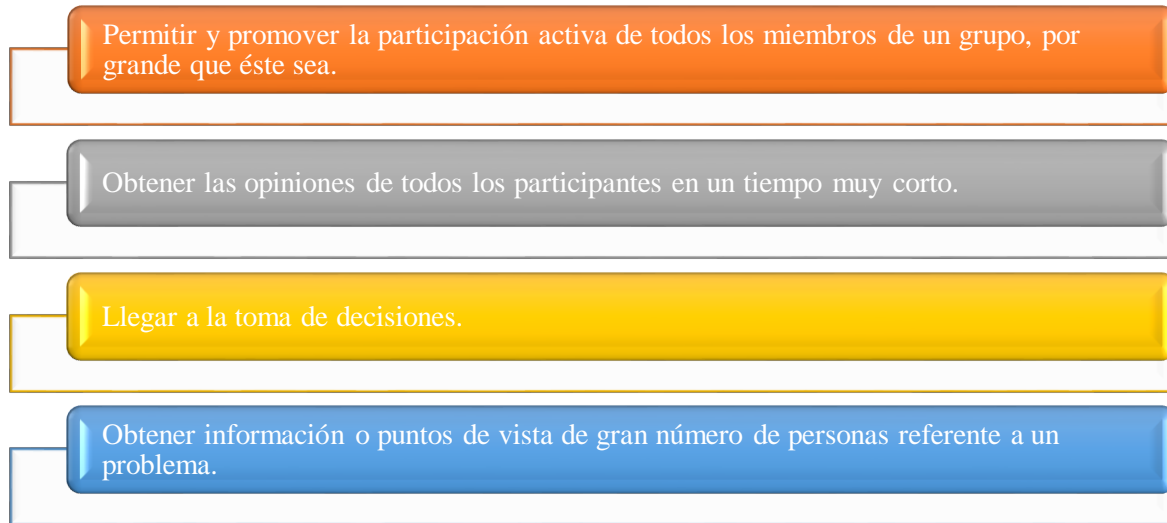 Permitir y promover la participación activa de todos los miembros de un grupo, por
grande que éste sea.
Obtener las opiniones de todos los participantes en un tiempo muy corto.
Llegar a la toma de decisiones.
Obtener información o puntos de vista de gran número de personas referente a un
problema.